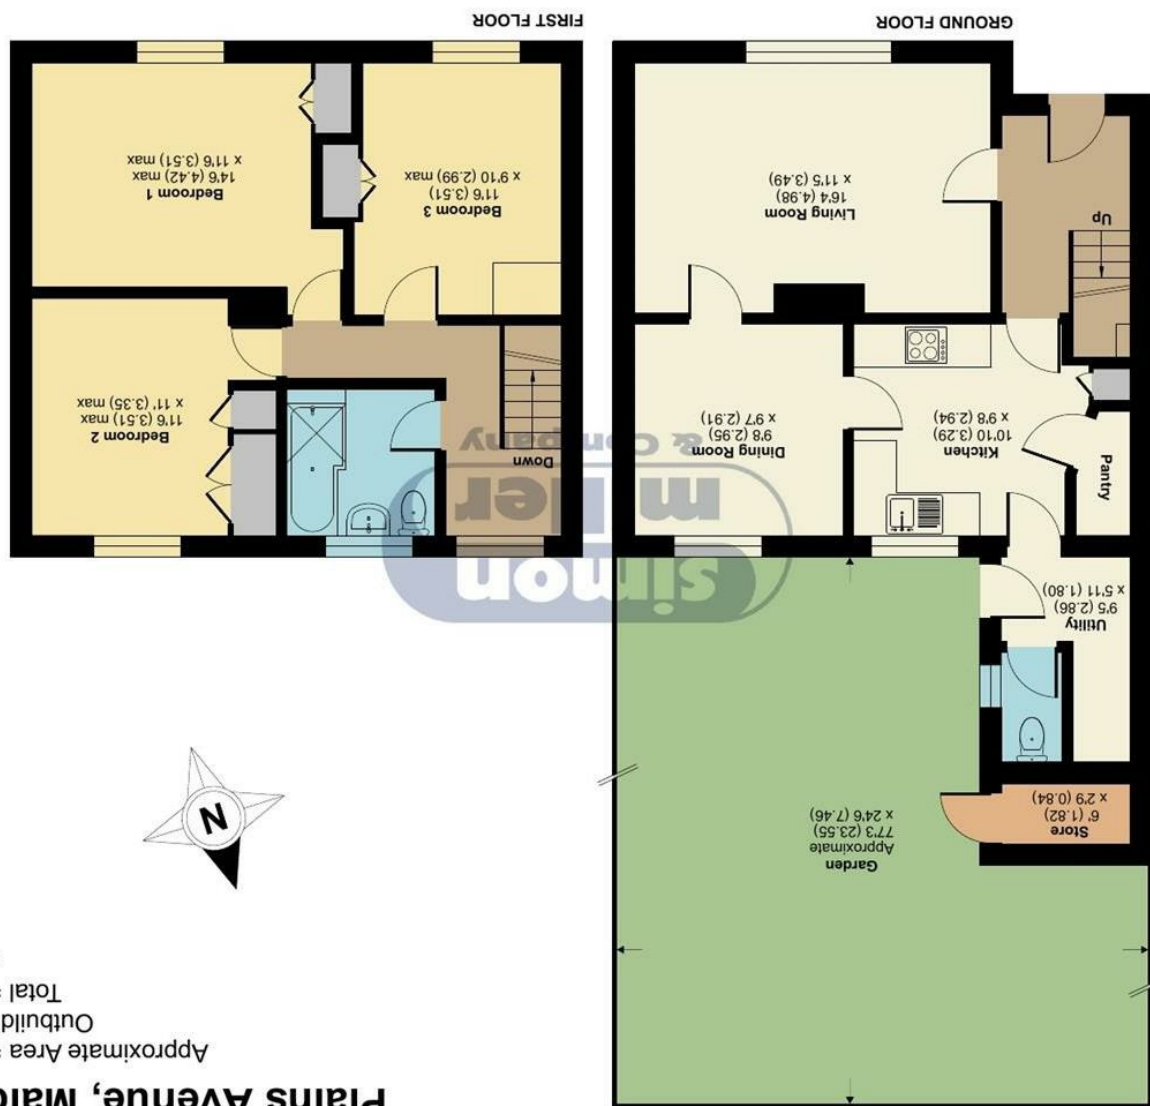 Plains Avenue, Maid
Approximate Area =
Outbuild
Total =
N
Garden
Approximate
77'3 (23.55)
x 24'6 (7.46)
Store
6' (1.82)
x 2'9 (0.84)
Utility
9'5 (2.86)
x 5'11 (1.80)
simon
miller
& Company
Pantry
Kitchen
10'10 (3.29)
x 9'8 (2.94)
Dining Room
9'8 (2.95)
x 9'7 (2.91)
Up
Living Room
16'4 (4.98)
x 11'5 (3.49)
GROUND FLOOR
Down
Bedroom 2
11'6 (3.51) max
x 11' (3.35) max
Bedroom 3
11'6 (3.51)
x 9'10 (2.99) max
Bedroom 1
14'6 (4.42) max
x 11'6 (3.51) max
FIRST FLOOR